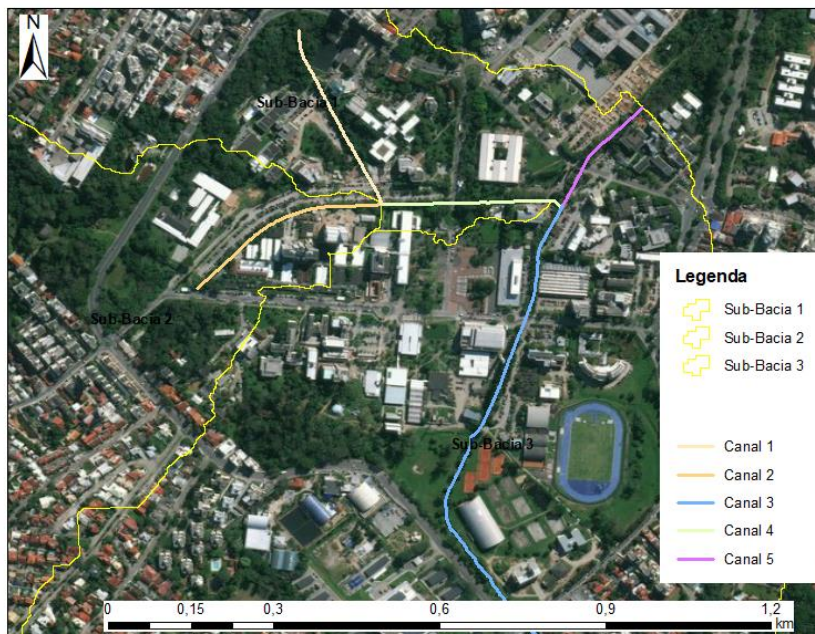 N
Sub-Bacia 1
Sub-Bacia 2
Sub-Bacia 3
Legenda
Sub-Bacia 1
Sub-Bacia 2
Sub-Bacia 3
Canal 1
Canal 2
Canal 3
Canal 4
Canal 5
0 0,15 0,3 0,6 0,9 1,2
km